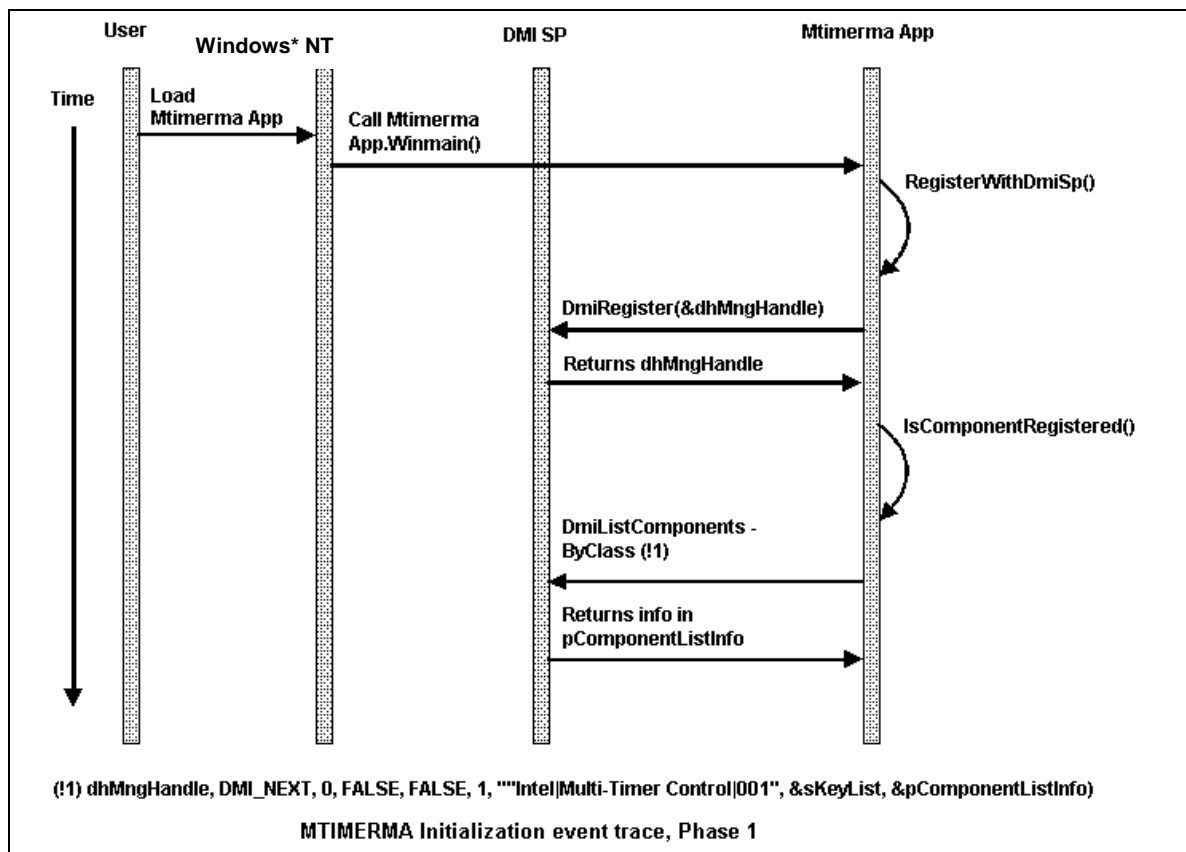 User
Windows* NT
DMI SP
Mtimerma App
Time
Load
Mtimerma App
Call Mtimerma
App.Winmain()
RegisterWithDmiSp()
DmiRegister(&dhMngHandle)
Returns dhMngHandle
IsComponentRegistered()
DmiListComponents -
ByClass (!1)
Returns info in
pComponentListInfo
(!1) dhMngHandle, DMI_NEXT, 0, FALSE, FALSE, 1, ""Intel|Multi-Timer Control|001", &sKeyList, &pComponentListInfo)
MTIMERMA Initialization event trace, Phase 1